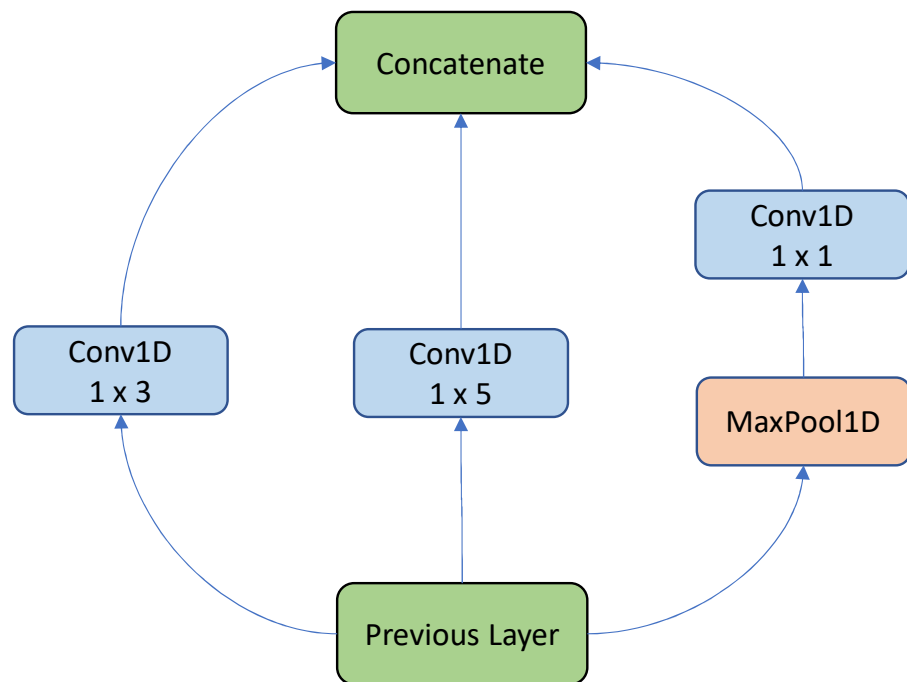 Concatenate
Conv1D
1 x 1
Conv1D
1 x 3
Conv1D
1 x 5
MaxPool1D
Previous Layer